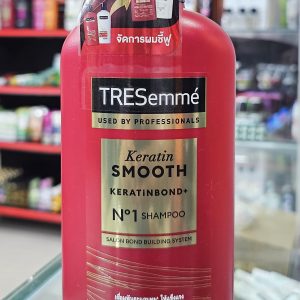 จัดการผมชี้ฟู
TRESemmé
USED BY PROFESSIONALS
Keratin
SMOOTH
KERATINBOND+
Nº1 SHAMPOO
SALON BOND BUILDING SYSTEM